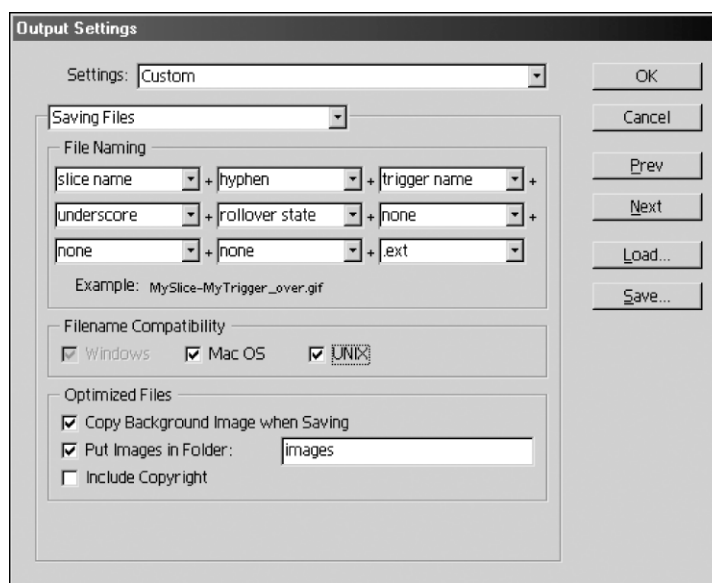 Output Settings
Settings: Custom
OK
Saving Files
Cancel
File Naming
slice name + hyphen + trigger name +
Prev
underscore + rollover state + none +
Next
none + none + .ext
Load...
Example: MySlice-MyTrigger_over.gif
Save...
Filename Compatibility
Windows Mac OS UNIX
Optimized Files
Copy Background Image when Saving
Put Images in Folder: images
Include Copyright